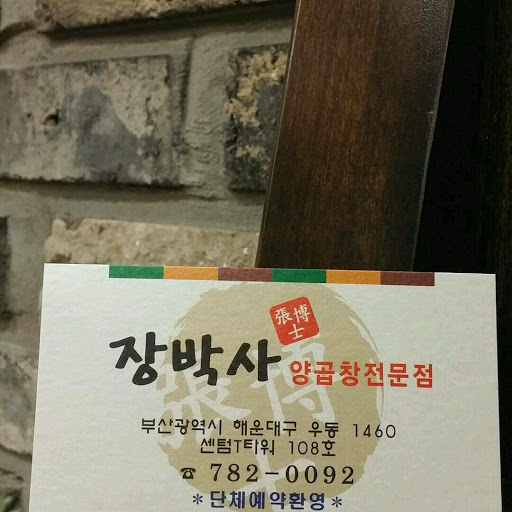 張博士
장박사 양곱창전문점
부산광역시 해운대구 우동 1460
센텀T타워 108호
☎ 782-0092
*단체예약환영*